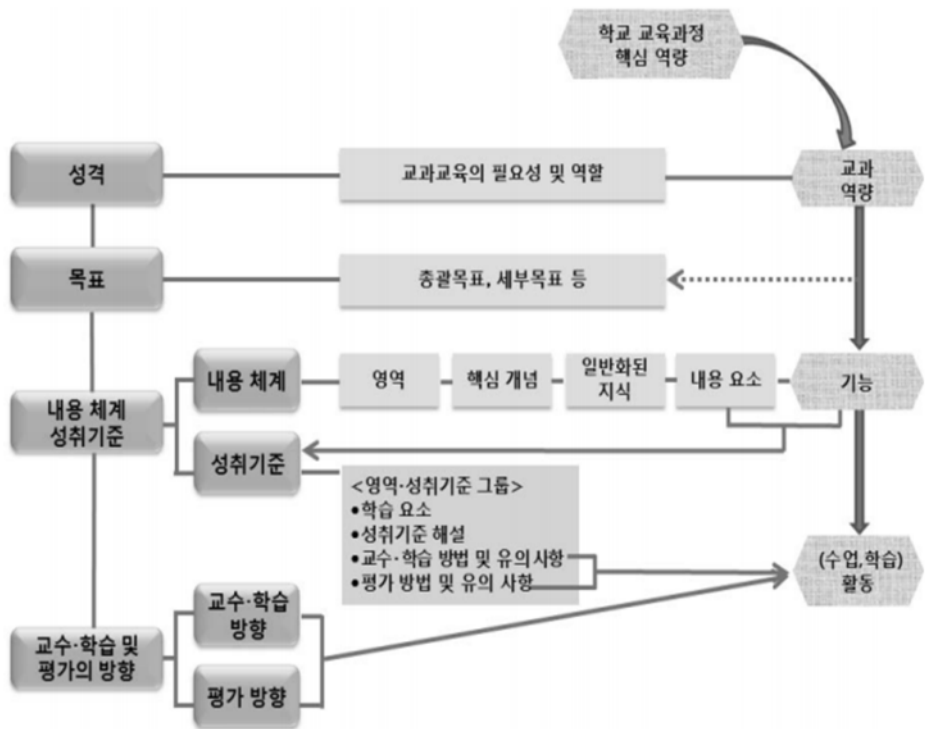 학교 교육과정
핵심 역량
성격
교과교육의 필요성 및 역할
교과
역량
목표
총괄목표, 세부목표 등
내용 체계
성취기준
내용 체계
영역
핵심 개념
일반화된
지식
내용 요소
기능
성취기준
<영역·성취기준 그룹>
•학습 요소
•성취기준 해설
•교수·학습 방법 및 유의 사항
•평가 방법 및 유의 사항
(수업,학습)
활동
교수·학습 및
평가의 방향
교수·학습
방향
평가 방향